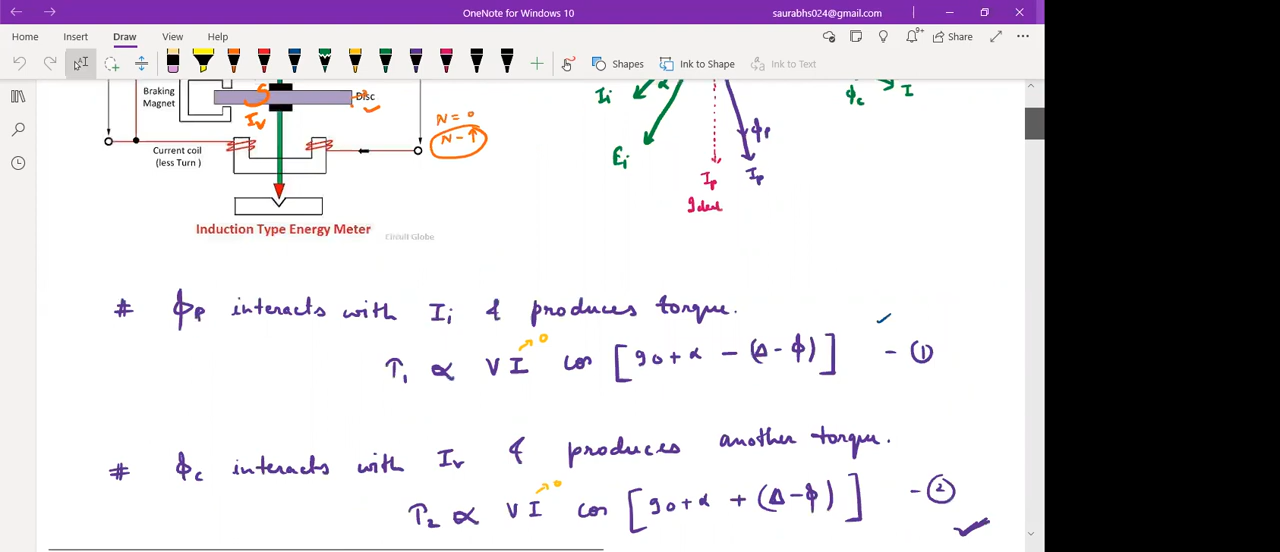 OneNote for Windows 10
saurabhs024@gmail.com
Home Insert Draw View Help
Share
Shapes Ink to Shape Ink to Text
Braking
Magnet
Disc
Iv
N = 0
N - ↑
Current coil
(less Turn )
Induction Type Energy Meter
Circuit Globe
Ii
α
Ei
ϕp
Ip
Ip
Ideal
ϕc
I
# ϕp interacts with Ii & produces torque.
T1 ∝ V I → 0 cos [90 + α - (Δ - ϕ)] - ①
# ϕc interacts with Iv & produces another torque.
T2 ∝ V I → 0 cos [90 + α + (Δ - ϕ)] - ②